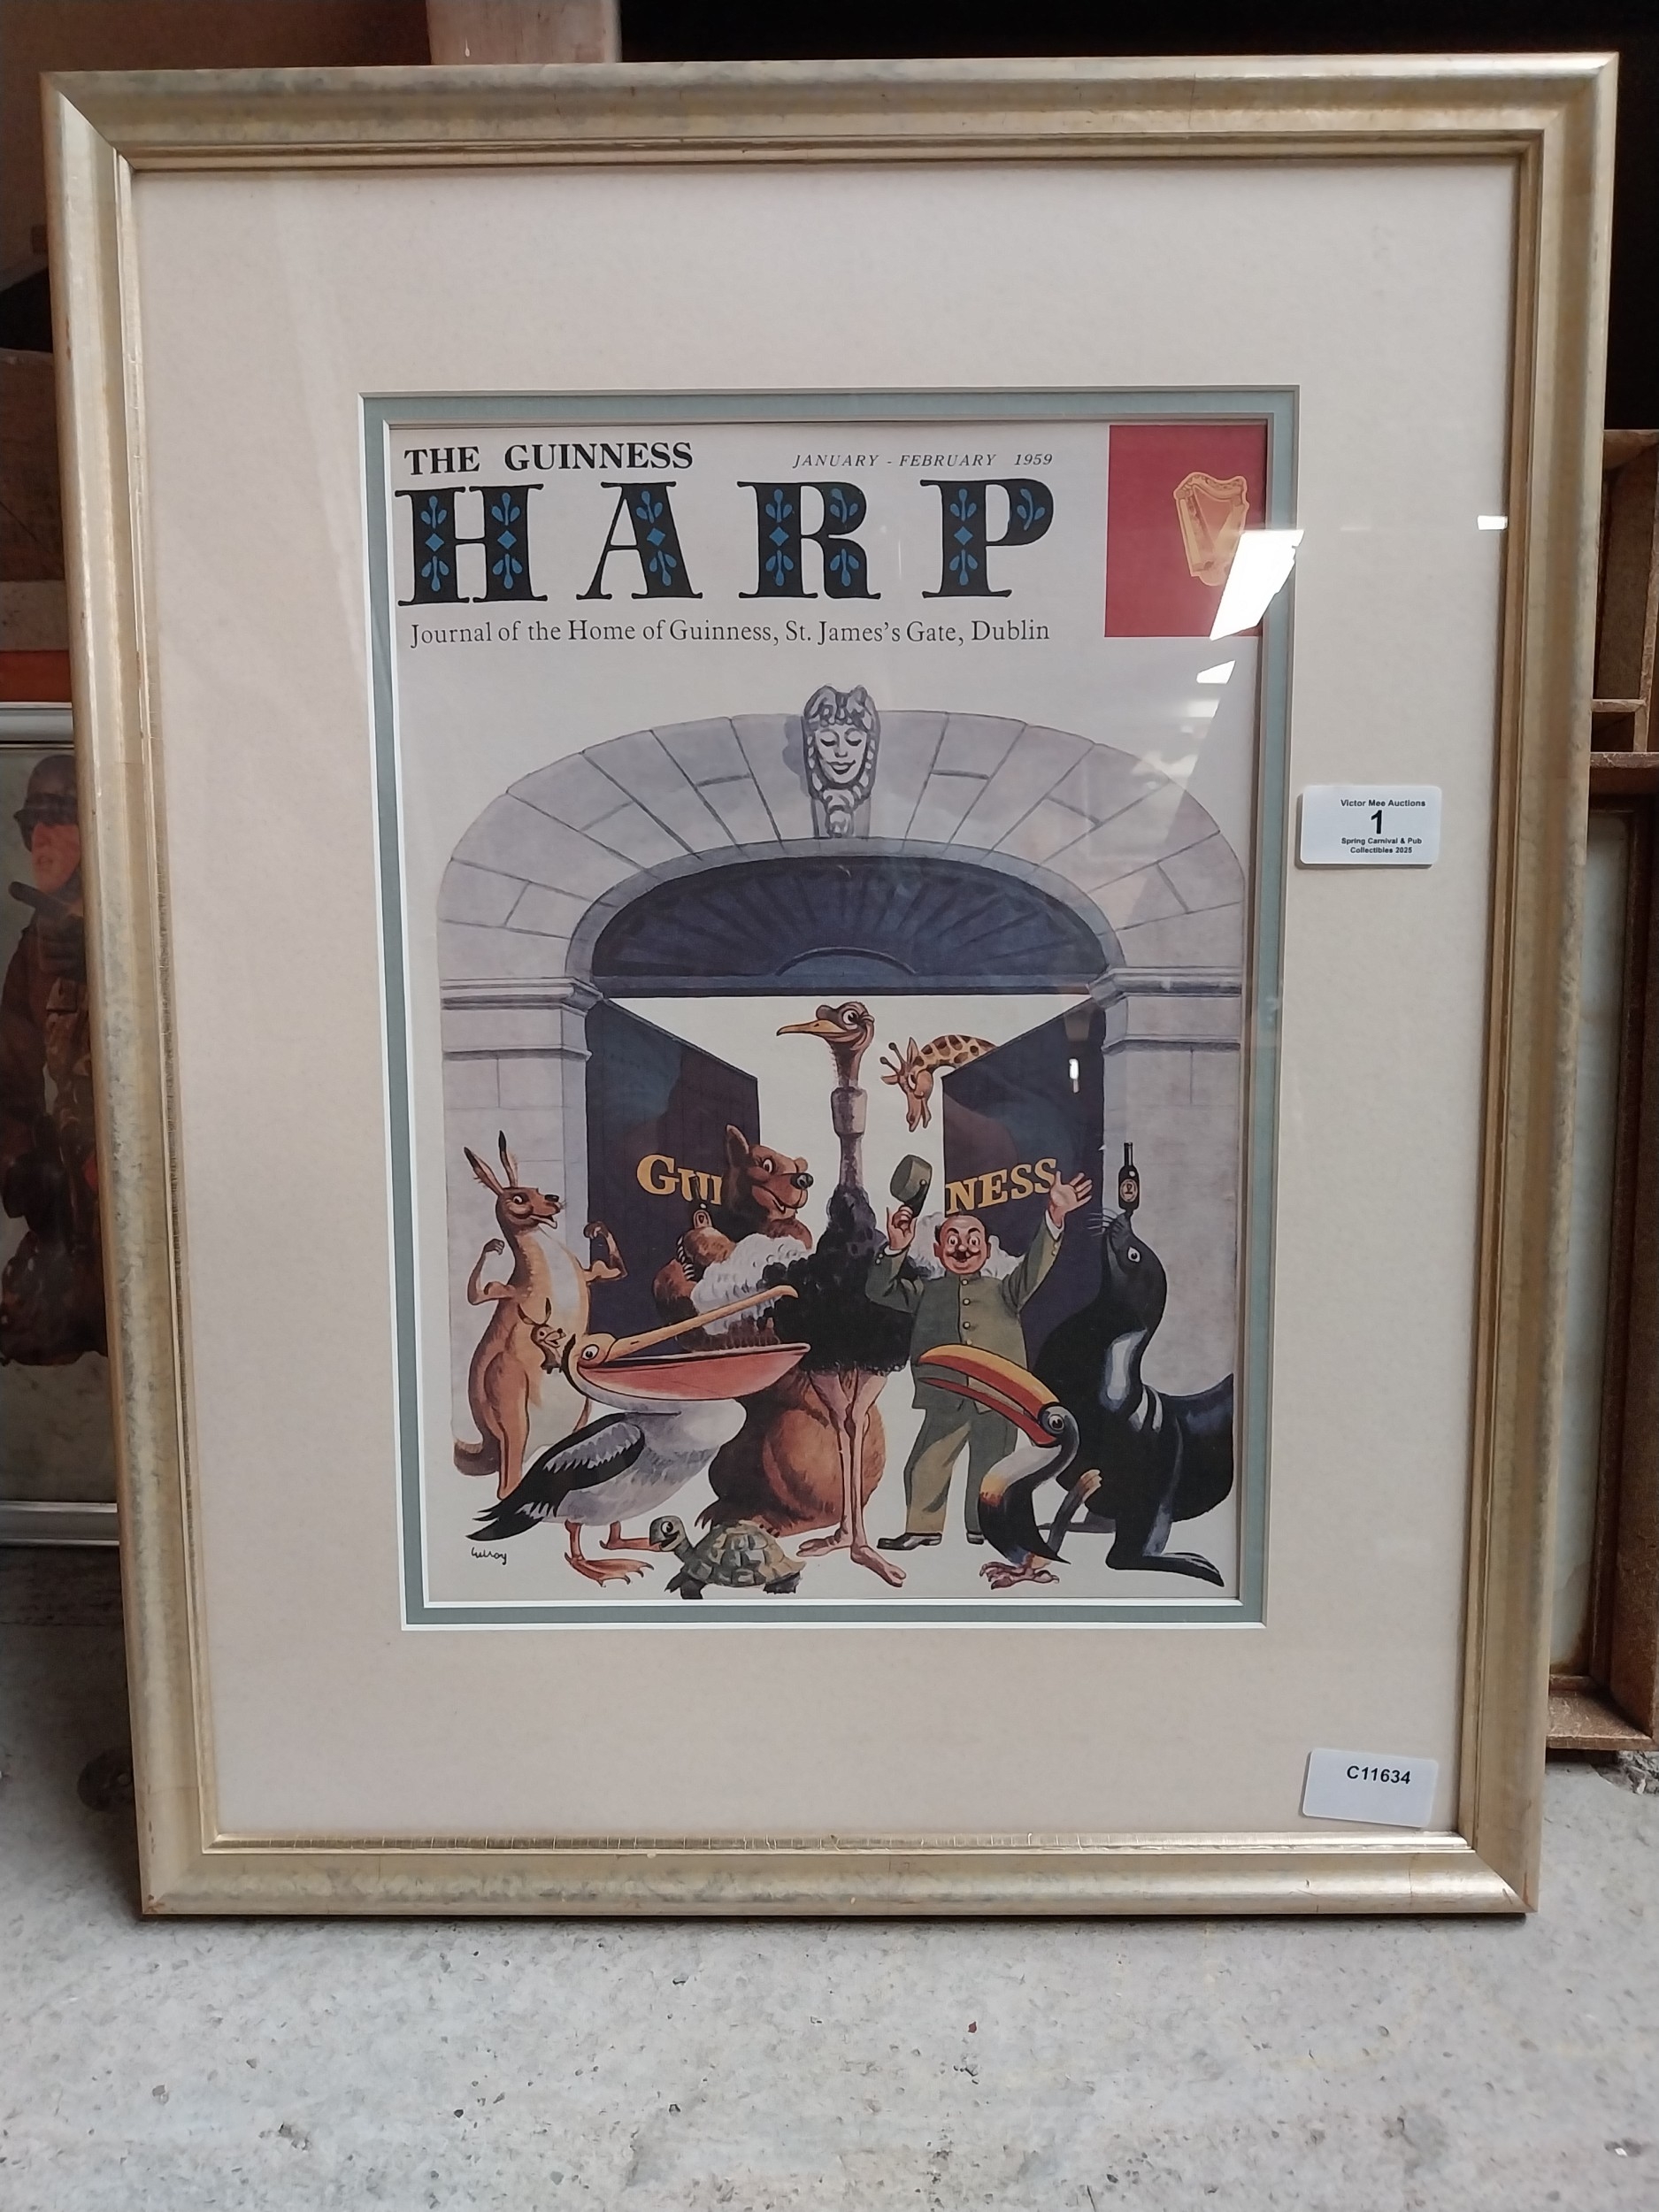 THE GUINNESS
JANUARY - FEBRUARY 1959
HARP
Journal of the Home of Guinness, St. James's Gate, Dublin
Victor Mee Auctions
1
Spring Carnival & Pub
Collectibles 2025
GUI NESS
C11634